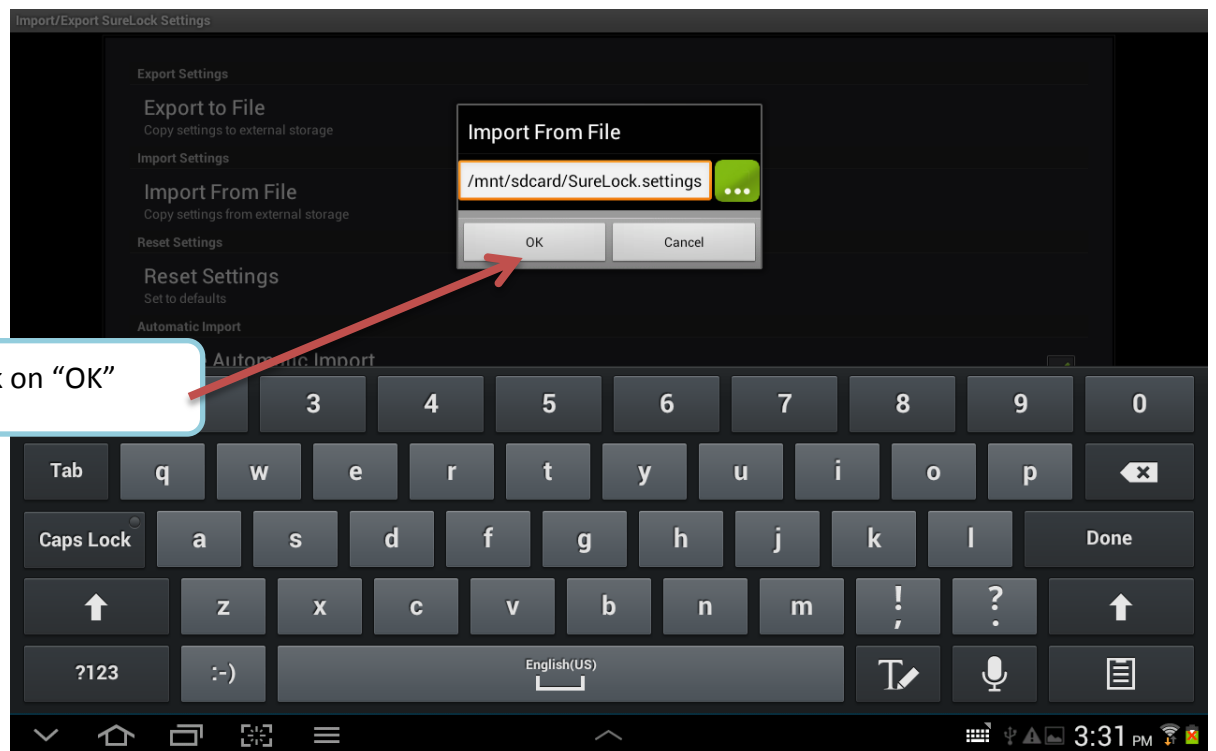 Import/Export SureLock Settings
Export Settings
Export to File
Copy settings to external storage
Import Settings
Import From File
Copy settings from external storage
Reset Settings
Reset Settings
Set to defaults
Automatic Import
Automatic Import
Import From File
/mnt/sdcard/SureLock.settings ...
OK Cancel
on “OK”
3 4 5 6 7 8 9 0
Tab q w e r t y u i o p
Caps Lock a s d f g h j k l Done
z x c v b n m ! , ? .
?123 :-) English(US)
3:31 PM